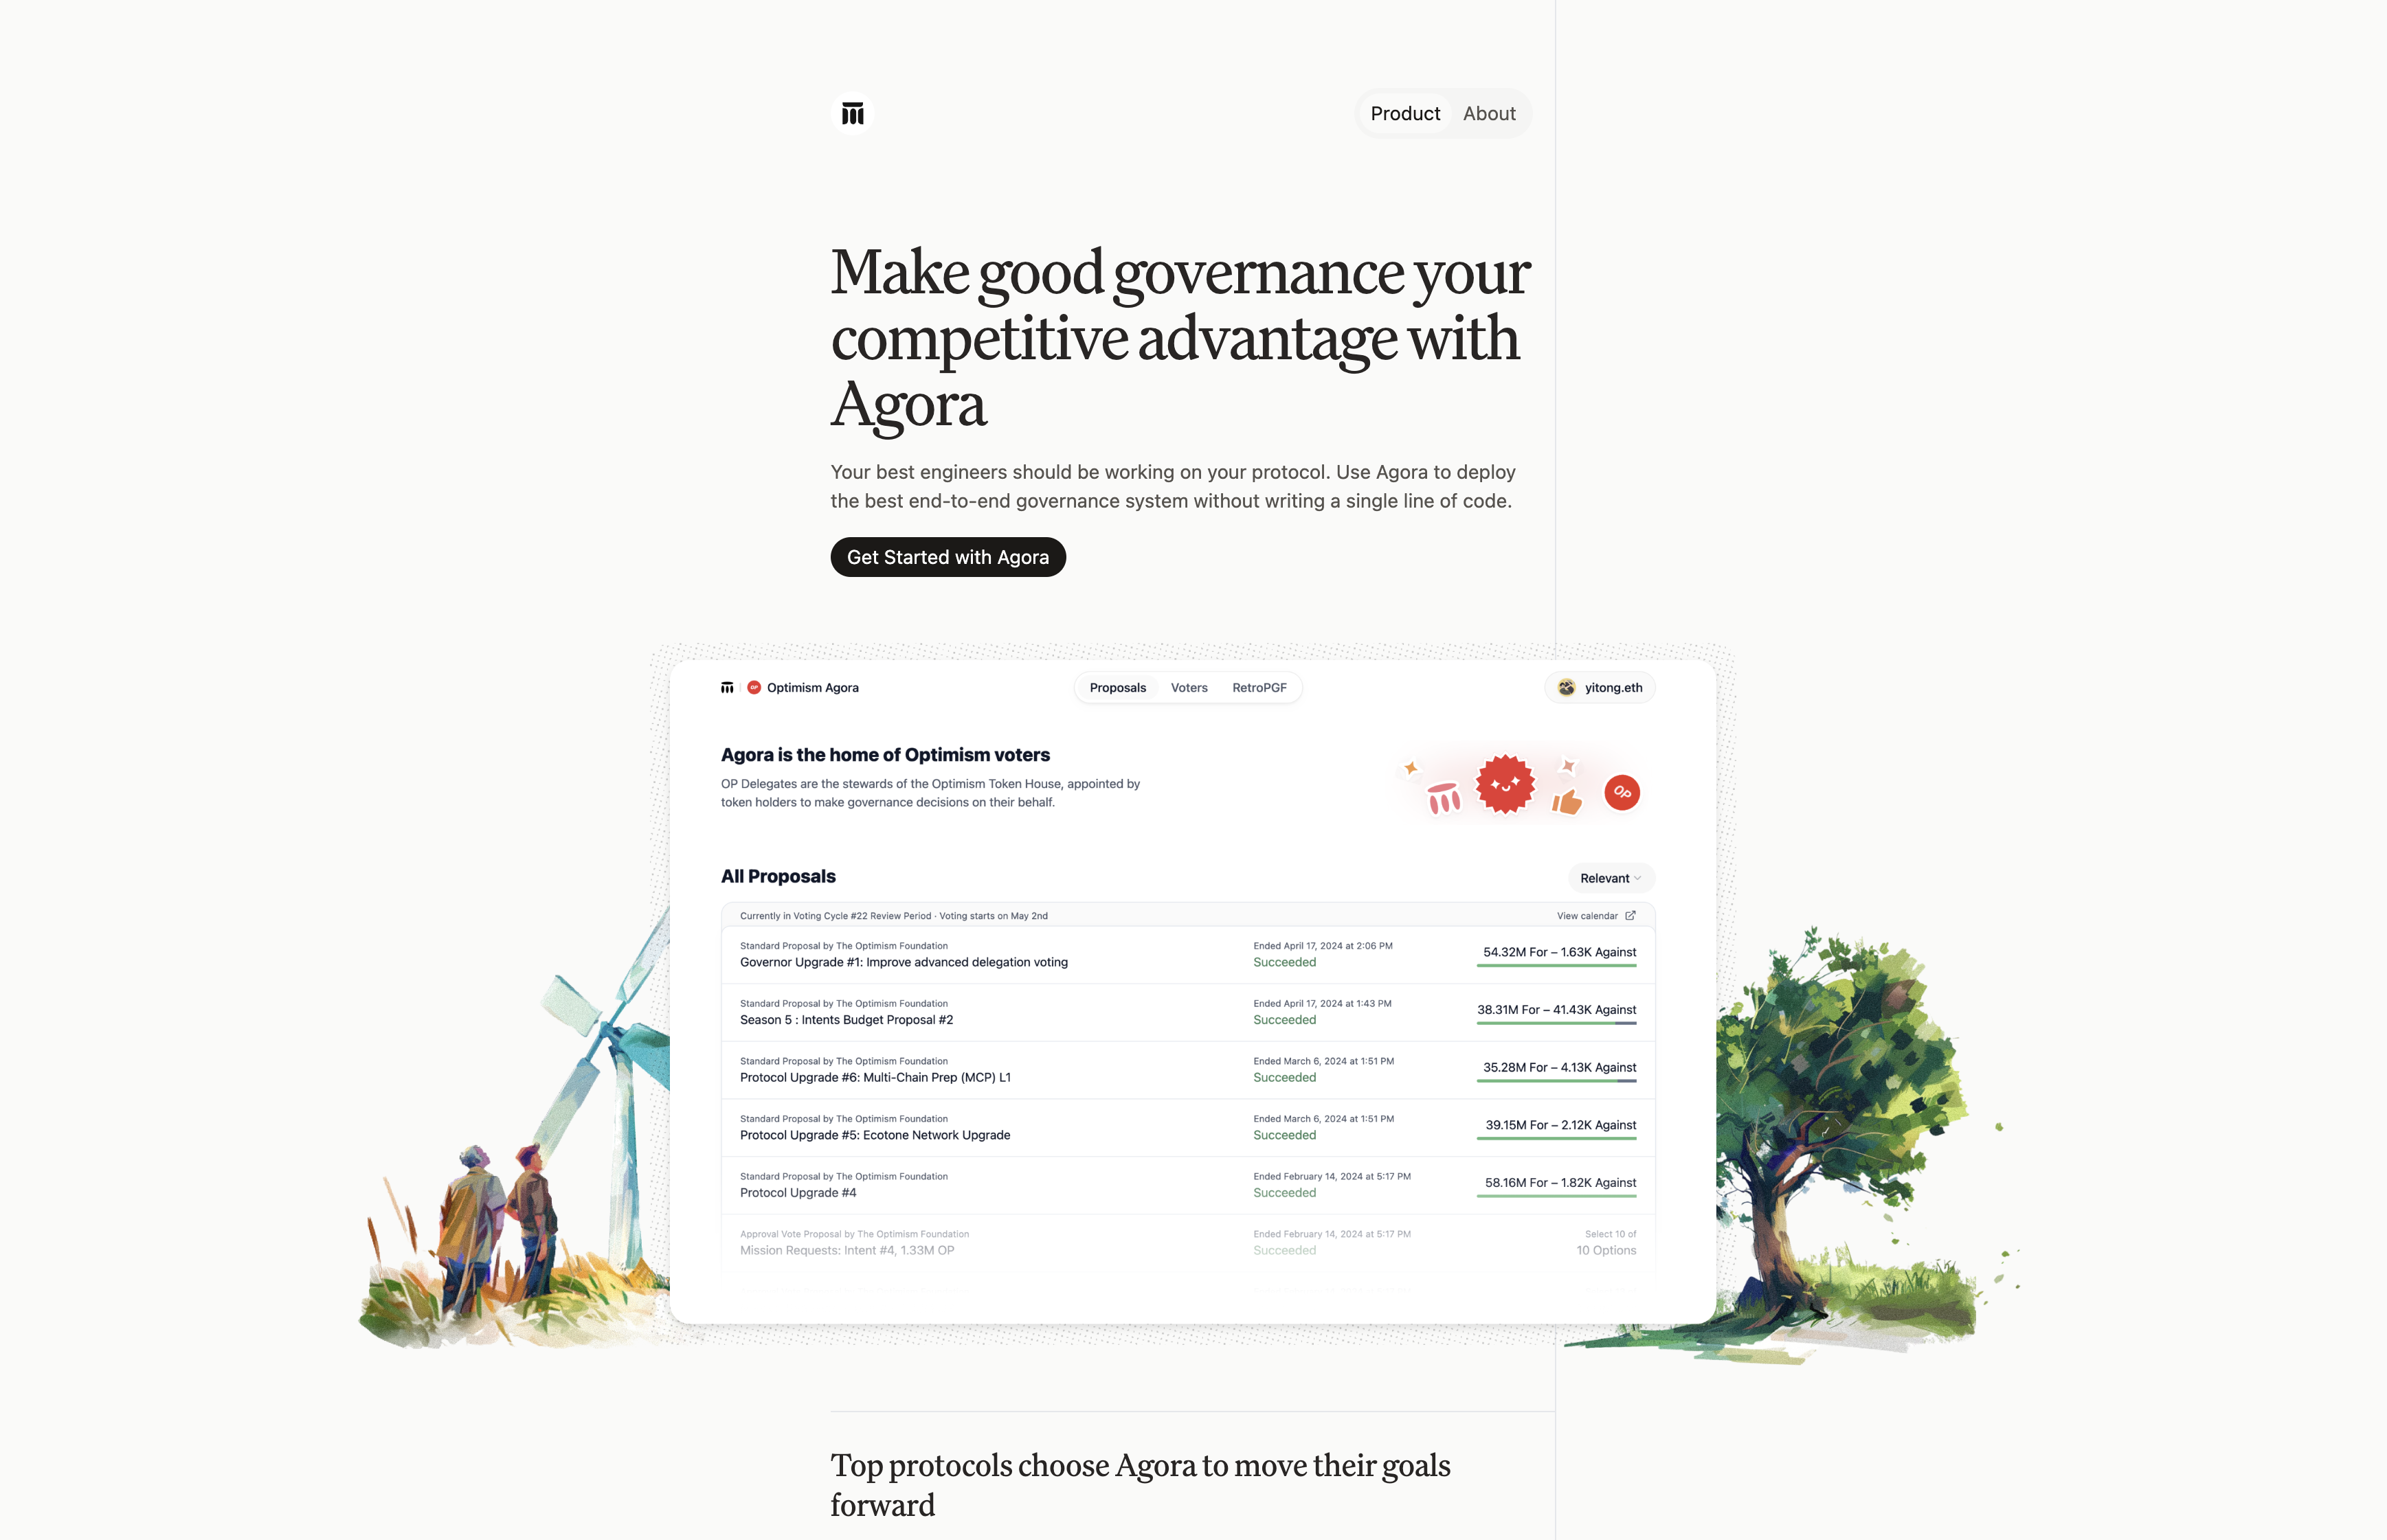 Product About
Make good governance your
competitive advantage with
Agora
Your best engineers should be working on your protocol. Use Agora to deploy
the best end-to-end governance system without writing a single line of code.
Get Started with Agora
OP Optimism Agora
Proposals Voters RetroPGF
yitong.eth
Agora is the home of Optimism voters
OP Delegates are the stewards of the Optimism Token House, appointed by
token holders to make governance decisions on their behalf.
OP
All Proposals
Relevant
Currently in Voting Cycle #22 Review Period · Voting starts on May 2nd
View calendar
Standard Proposal by The Optimism Foundation
Governor Upgrade #1: Improve advanced delegation voting
Ended April 17, 2024 at 2:06 PM
Succeeded
54.32M For – 1.63K Against
Standard Proposal by The Optimism Foundation
Season 5 : Intents Budget Proposal #2
Ended April 17, 2024 at 1:43 PM
Succeeded
38.31M For – 41.43K Against
Standard Proposal by The Optimism Foundation
Protocol Upgrade #6: Multi-Chain Prep (MCP) L1
Ended March 6, 2024 at 1:51 PM
Succeeded
35.28M For – 4.13K Against
Standard Proposal by The Optimism Foundation
Protocol Upgrade #5: Ecotone Network Upgrade
Ended March 6, 2024 at 1:51 PM
Succeeded
39.15M For – 2.12K Against
Standard Proposal by The Optimism Foundation
Protocol Upgrade #4
Ended February 14, 2024 at 5:17 PM
Succeeded
58.16M For – 1.82K Against
Approval Vote Proposal by The Optimism Foundation
Mission Requests: Intent #4, 1.33M OP
Ended February 14, 2024 at 5:17 PM
Succeeded
Select 10 of
10 Options
Top protocols choose Agora to move their goals
forward